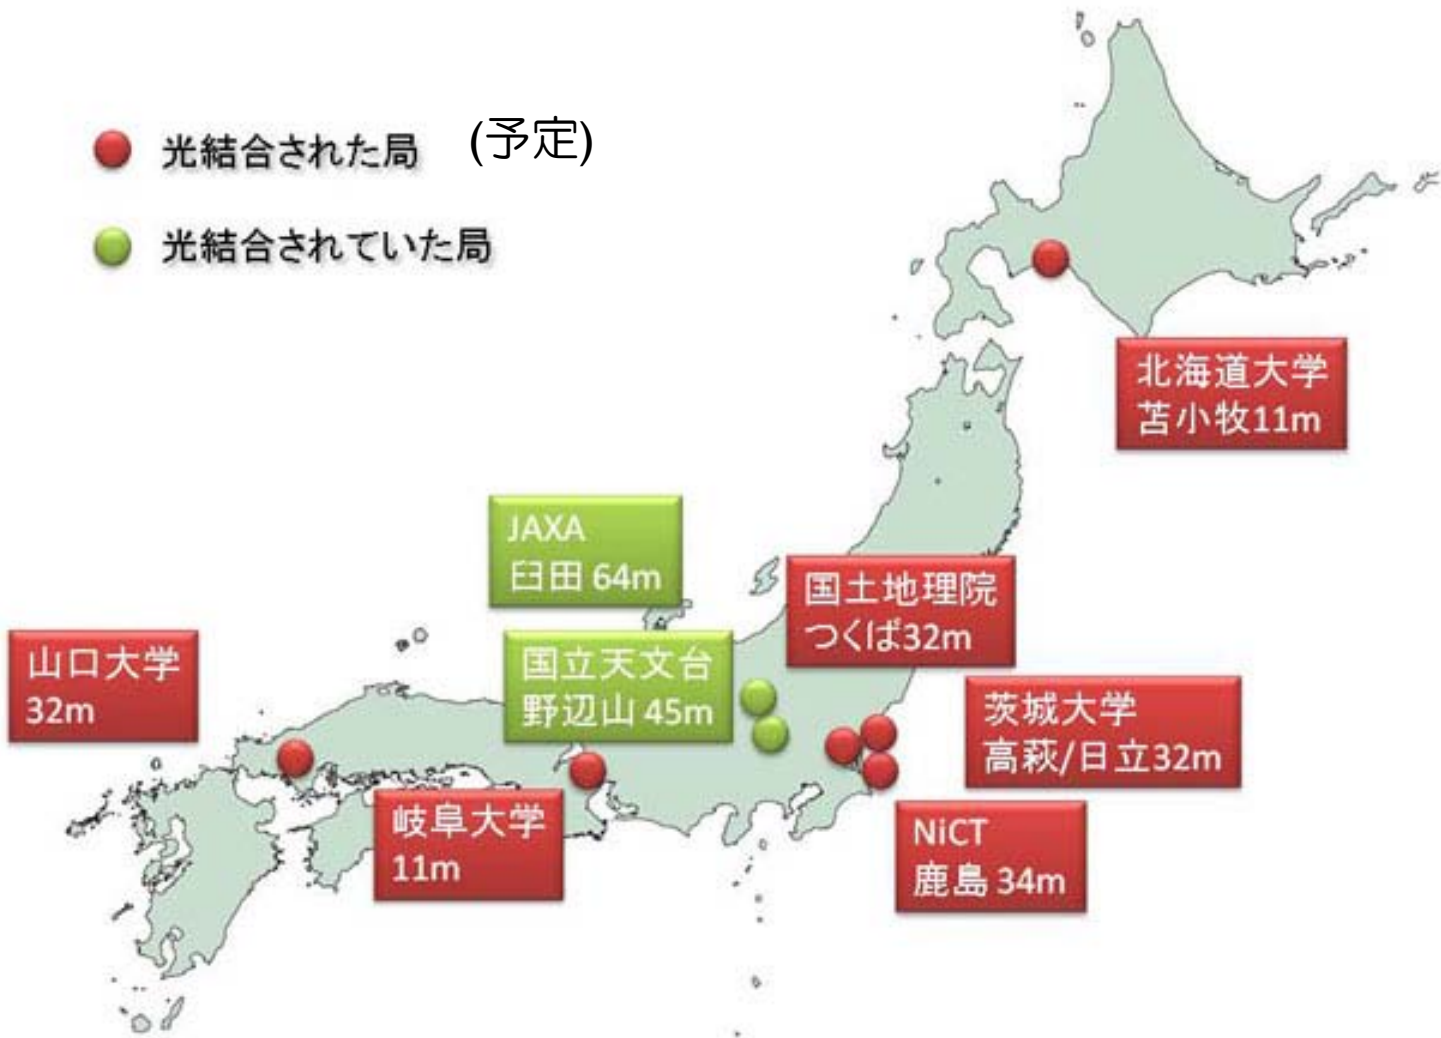 光結合された局 (予定)
光結合されていた局
北海道大学
苫小牧11m
JAXA
臼田 64m
国土地理院
つくば32m
山口大学
32m
国立天文台
野辺山 45m
茨城大学
高萩/日立32m
岐阜大学
11m
NiCT
鹿島 34m